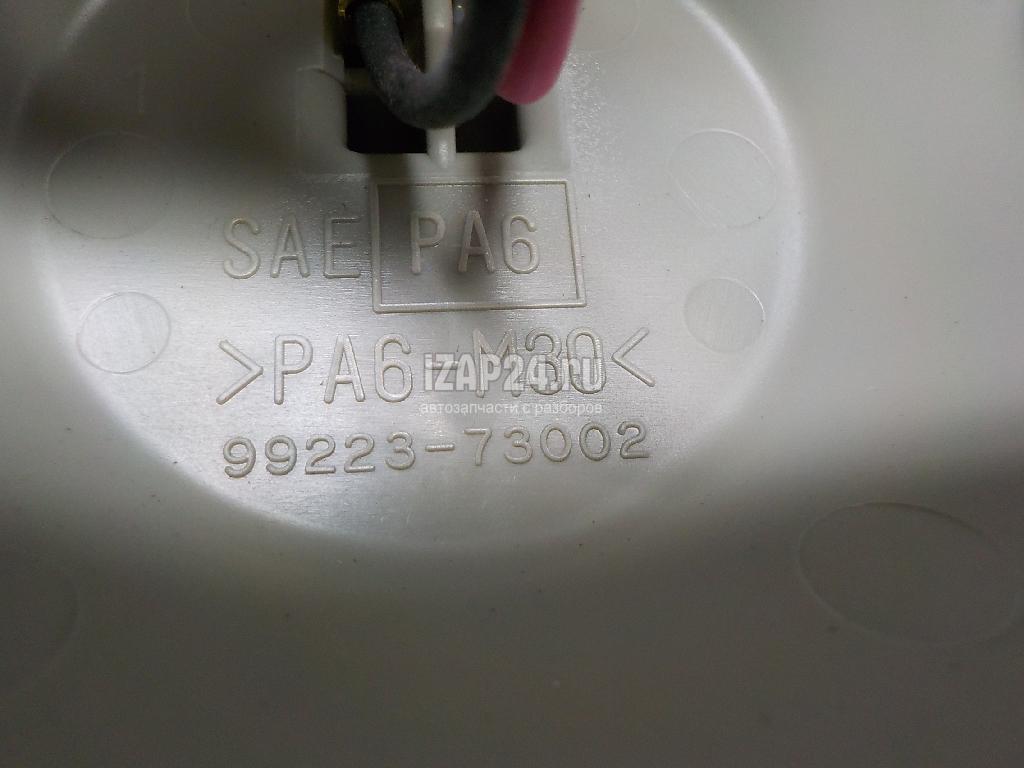 SAE PA6
>PA6-M30<
iZAP24.ru
автозапчасти с разборов
99223-73002